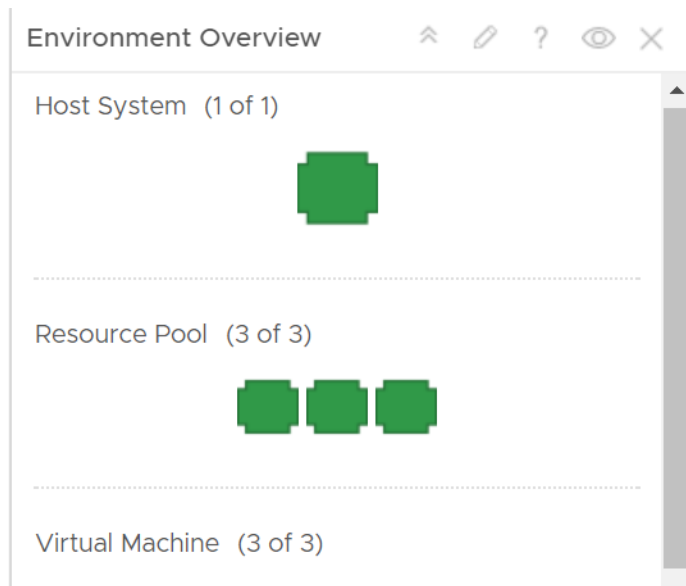 Environment Overview ?
Host System (1 of 1)
Resource Pool (3 of 3)
Virtual Machine (3 of 3)